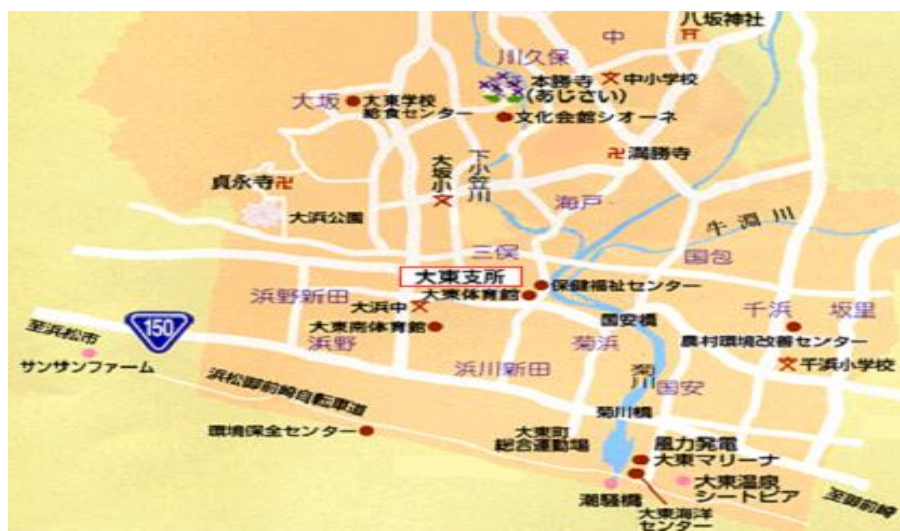 八坂神社
中
川久保
本勝寺
(あじさい)
中小学校
大坂
大東学校
給食センター
文化会館シオーネ
満勝寺
下小笠川
大坂小
貞永寺
大浜公園
海戸
牛淵川
三俣
国包
大東支所
保健福祉センター
大東体育館
浜野新田
大浜中
千浜
坂里
国安橋
大東南体育館
農村環境改善センター
浜野
菊浜
150
至浜松市
サンサンファーム
浜川新田
菊川
国安
千浜小学校
浜松御前崎自転車道
菊川橋
環境保全センター
大東町
総合運動場
風力発電
大東マリーナ
大東温泉
シートピア
潮騒橋
大東海洋
センター
至御前崎